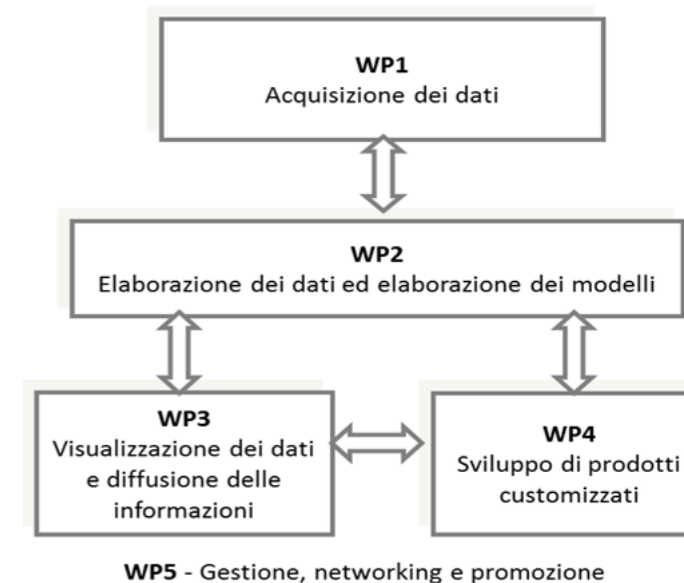 WP1
Acquisizione dei dati
WP2
Elaborazione dei dati ed elaborazione dei modelli
WP3
Visualizzazione dei dati
e diffusione delle
informazioni
WP4
Sviluppo di prodotti
customizzati
WP5 - Gestione, networking e promozione